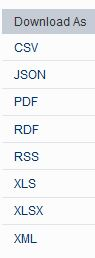 Download As
CSV
JSON
PDF
RDF
RSS
XLS
XLSX
XML